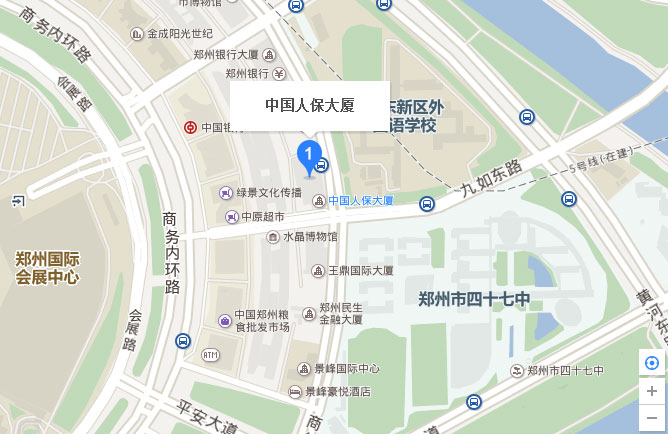 市博物馆
金成阳光世纪
郑州银行大厦
郑州银行
商务内环路
会展路
中国人保大厦
东新区外
国语学校
中国银行
1
5号线(在建)
九如东路
绿景文化传播
中国人保大厦
中原超市
水晶博物馆
商务内环路
郑州国际
会展中心
王鼎国际大厦
郑州市四十七中
黄河东路
会展路
中国郑州粮
食批发市场
郑州民生
金融大厦
ATM
景峰国际中心
郑州市四十七中
景峰豪悦酒店
平安大道
商
+
−